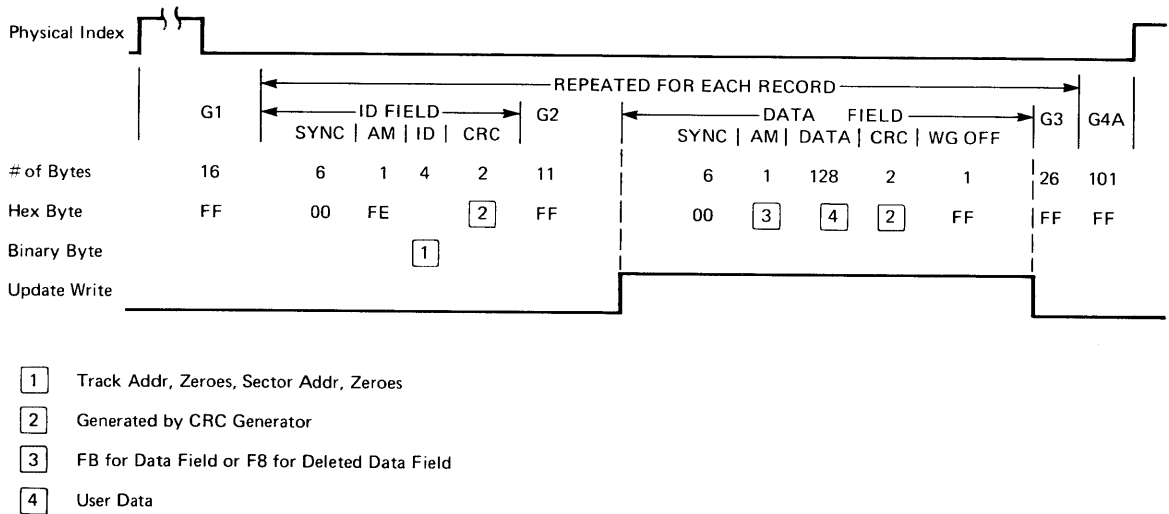 Physical Index
REPEATED FOR EACH RECORD
G1 ID FIELD G2 DATA FIELD G3 G4A
SYNC | AM | ID | CRC SYNC | AM | DATA | CRC | WG OFF
# of Bytes 16 6 1 4 2 11 6 1 128 2 1 26 101
Hex Byte FF 00 FE 2 FF 00 3 4 2 FF FF FF
Binary Byte 1
Update Write
1 Track Addr, Zeroes, Sector Addr, Zeroes
2 Generated by CRC Generator
3 FB for Data Field or F8 for Deleted Data Field
4 User Data